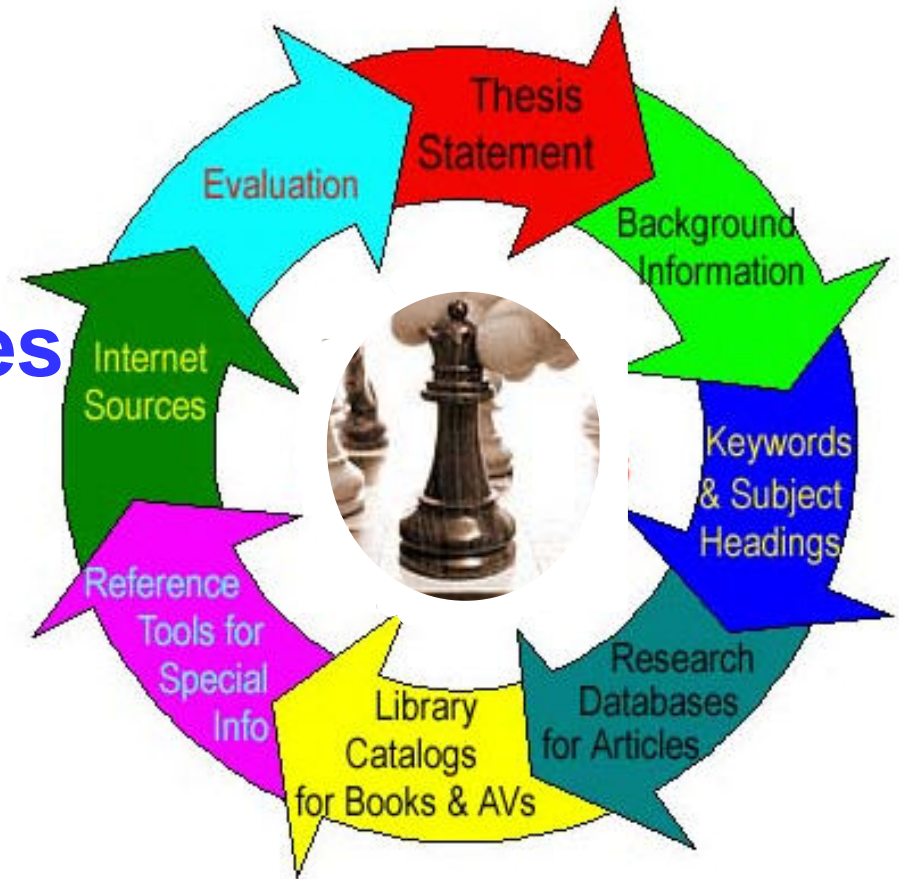 Thesis
Statement
Background
Information
Keywords
& Subject
Headings
Research
Databases
for Articles
Library
Catalogs
for Books & AVs
Reference
Tools for
Special
Info
Internet
Sources
Evaluation
es